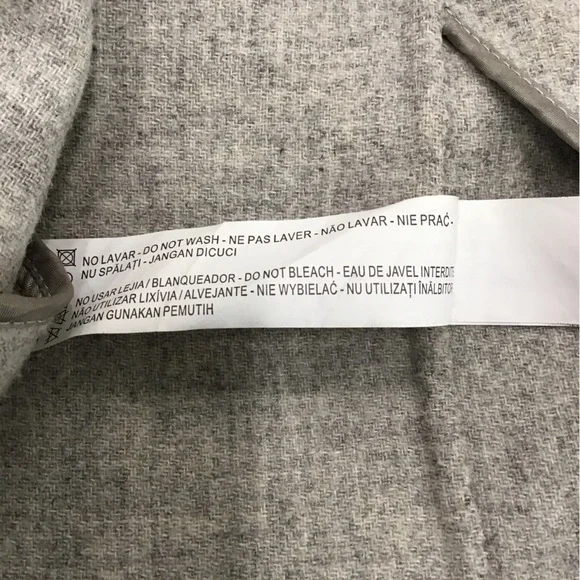 NO LAVAR - DO NOT WASH - NE PAS LAVER - NÃO LAVAR - NIE PRAĆ -
NU SPĂLAȚI - JANGAN DICUCI
NO USAR LEJIA / BLANQUEADOR - DO NOT BLEACH - EAU DE JAVEL INTERDITE
NÃO UTILIZAR LIXÍVIA / ALVEJANTE - NIE WYBIELAĆ - NU UTILIZAȚI ÎNĂLBITOR
JANGAN GUNAKAN PEMUTIH